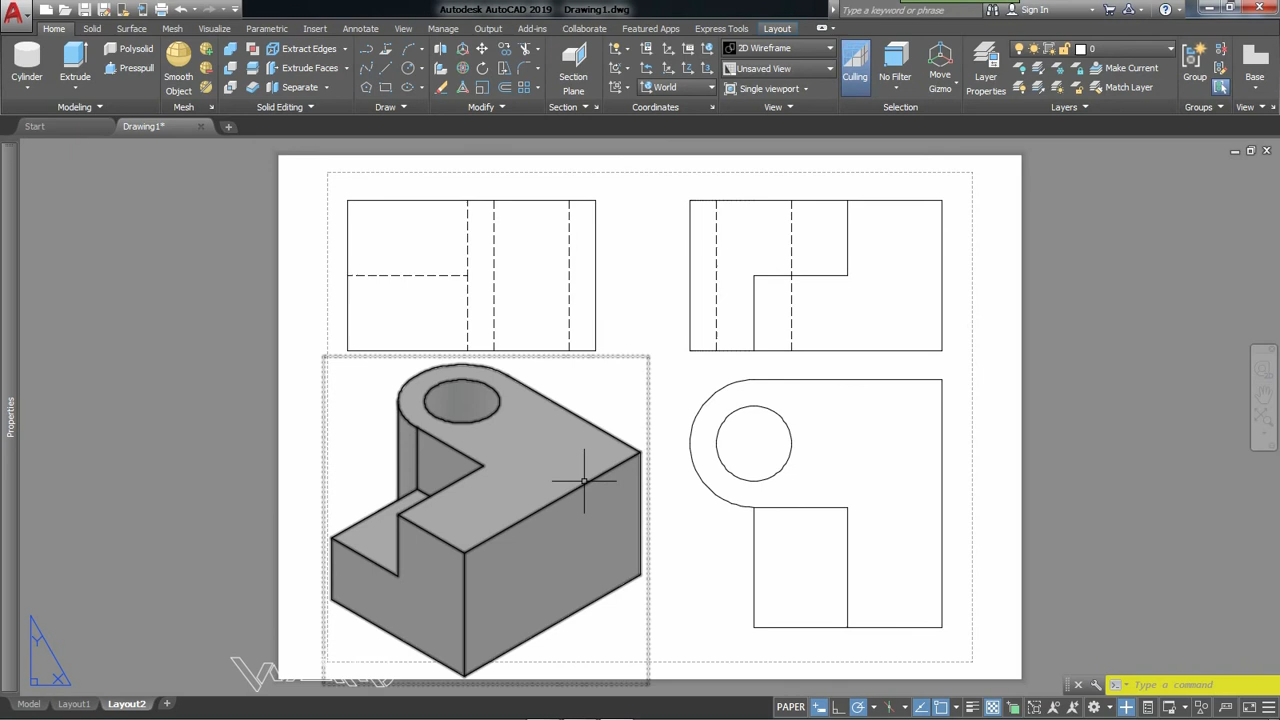 Autodesk AutoCAD 2019 Drawing1.dwg
Type a keyword or phrase
Sign In
Home Solid Surface Mesh Visualize Parametric Insert Annotate View Manage Output Add-ins Collaborate Featured Apps Express Tools Layout
Cylinder
Extrude
Polysolid
Presspull
Smooth
Object
Extract Edges
Extrude Faces
Separate
Section
Plane
World
2D Wireframe
Unsaved View
Single viewport
Culling
No Filter
Move
Gizmo
Layer
Properties
0
Make Current
Match Layer
Group
Base
Modeling Mesh Solid Editing Draw Modify Section Coordinates View Selection Layers Groups View
Start Drawing1*
Properties
Y
X
Type a command
Model Layout1 Layout2
PAPER